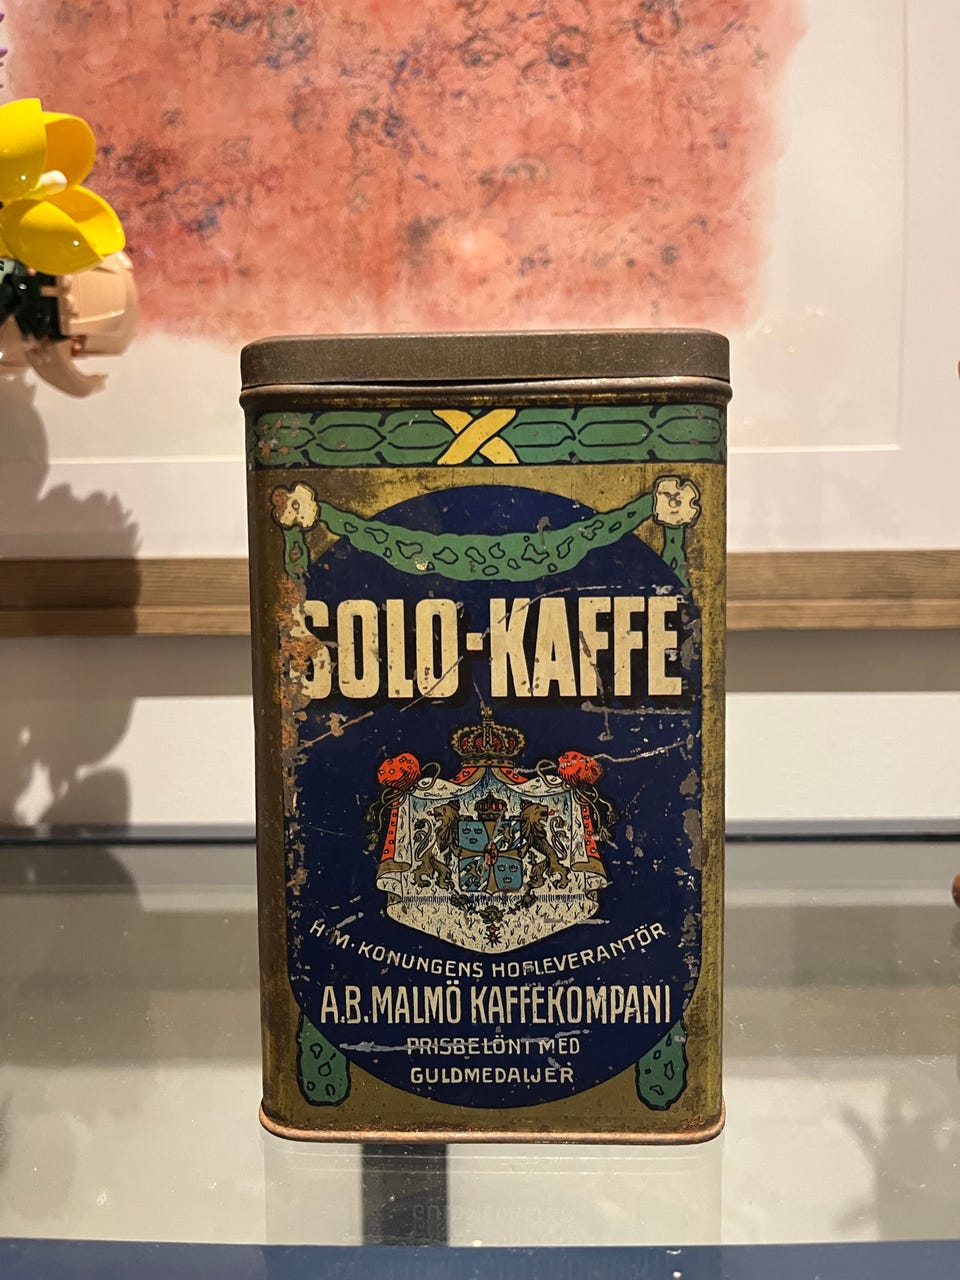 SOLO-KAFFE
H·M·KONUNGENS HOFLEVERANTÖR
A.B.MALMÖ KAFFEKOMPANI
PRISBELÖNT MED
GULDMEDALJER